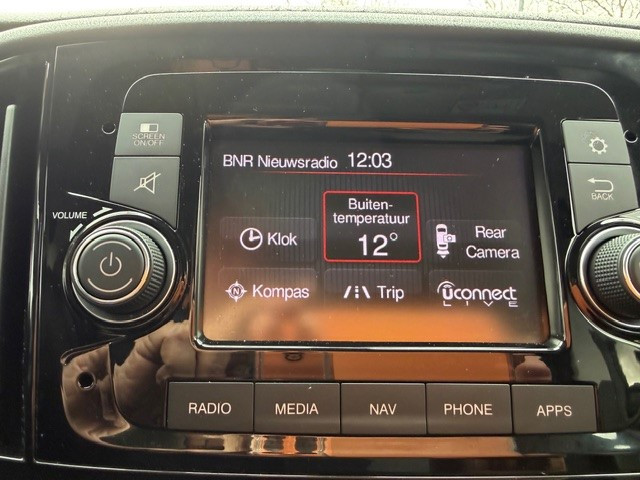 SCREEN
ON/OFF
BACK
VOLUME
BNR Nieuwsradio 12:03
Buiten-
temperatuur
12°
Klok
Rear
Camera
N Kompas
Trip
uconnect
LIVE
RADIO
MEDIA
NAV
PHONE
APPS